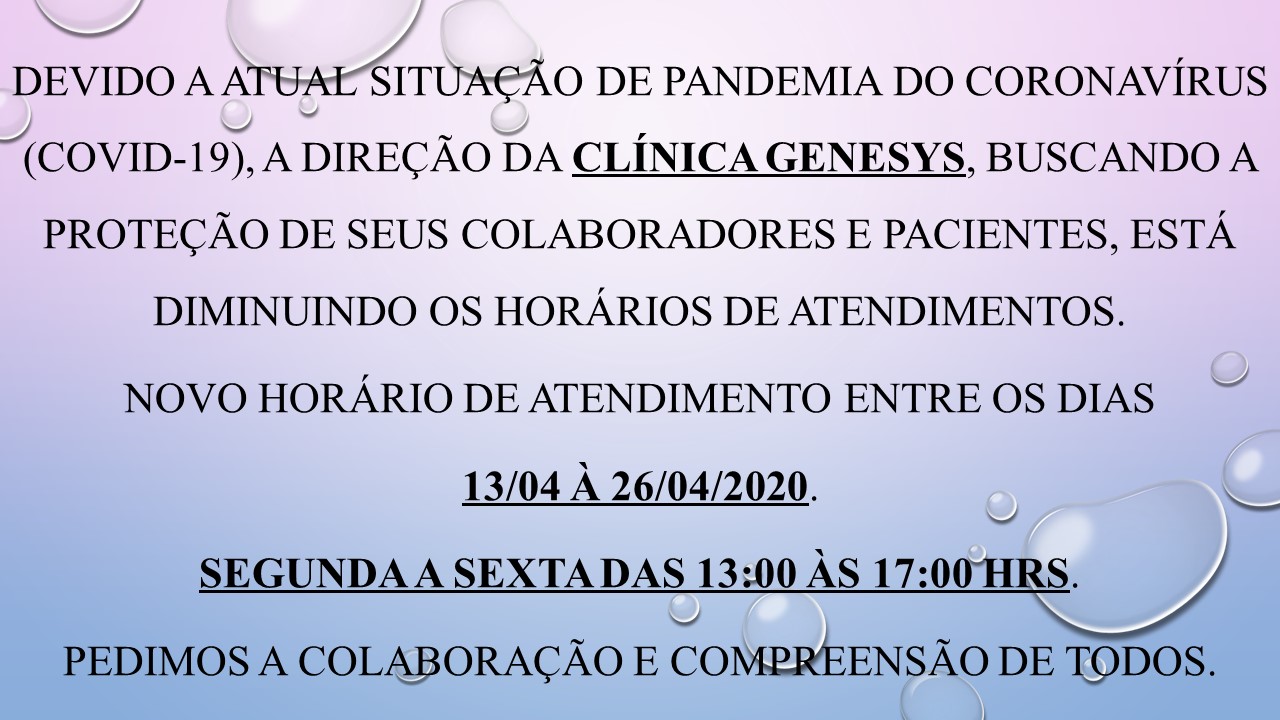 DEVIDO A ATUAL SITUAÇÃO DE PANDEMIA DO CORONAVÍRUS
(COVID-19), A DIREÇÃO DA CLÍNICA GENESYS, BUSCANDO A
PROTEÇÃO DE SEUS COLABORADORES E PACIENTES, ESTÁ
DIMINUINDO OS HORÁRIOS DE ATENDIMENTOS.
NOVO HORÁRIO DE ATENDIMENTO ENTRE OS DIAS
13/04 À 26/04/2020.
SEGUNDA A SEXTA DAS 13:00 ÀS 17:00 HRS.
PEDIMOS A COLABORAÇÃO E COMPREENSÃO DE TODOS.